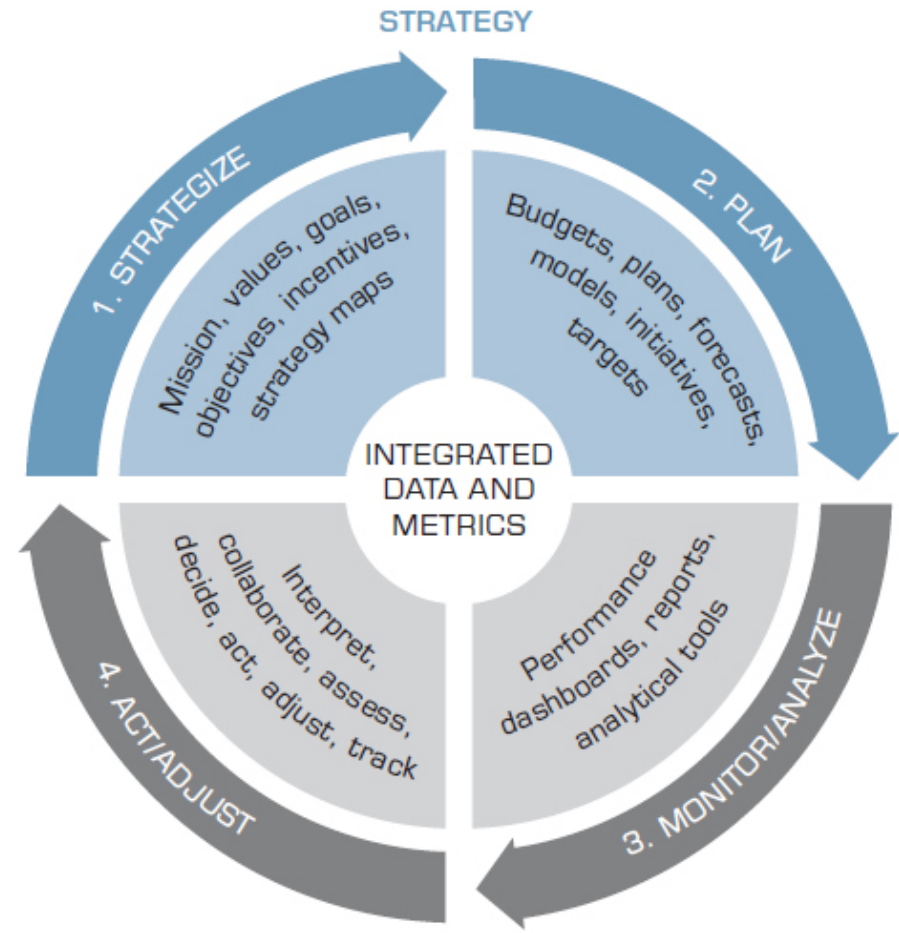 STRATEGY
1. STRATEGIZE
Mission, values, goals,
objectives, incentives,
strategy maps
2. PLAN
Budgets, plans, forecasts,
models, initiatives,
targets
INTEGRATED
DATA AND
METRICS
Performance
dashboards, reports,
analytical tools
3. MONITOR/ANALYZE
Interpret,
collaborate, assess,
decide, act, adjust, track
4. ACT/ADJUST